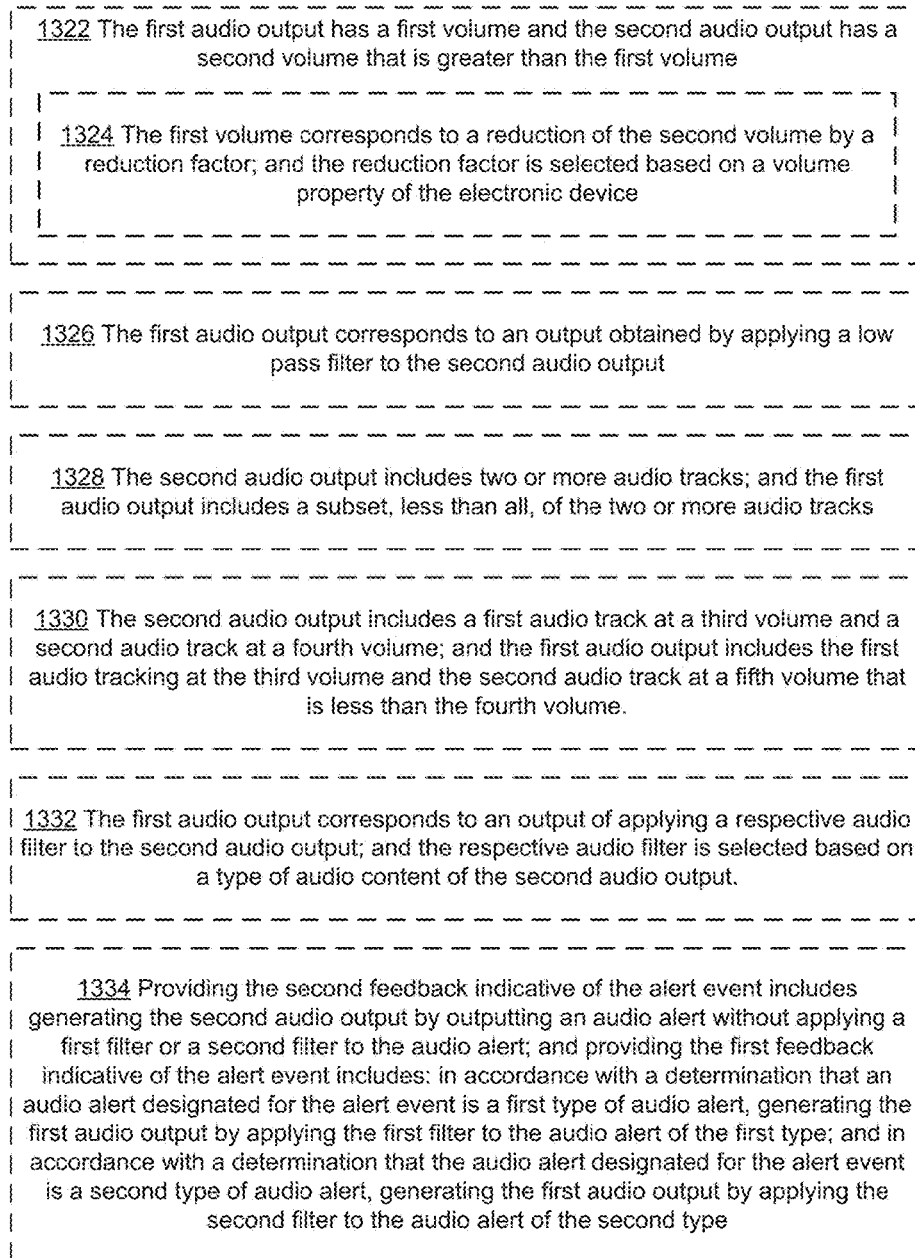 1322 The first audio output has a first volume and the second audio output has a
second volume that is greater than the first volume
1324 The first volume corresponds to a reduction of the second volume by a
reduction factor; and the reduction factor is selected based on a volume
property of the electronic device
1326 The first audio output corresponds to an output obtained by applying a low
pass filter to the second audio output
1328 The second audio output includes two or more audio tracks; and the first
audio output includes a subset, less than all, of the two or more audio tracks
1330 The second audio output includes a first audio track at a third volume and a
second audio track at a fourth volume; and the first audio output includes the first
audio tracking at the third volume and the second audio track at a fifth volume that
is less than the fourth volume.
1332 The first audio output corresponds to an output of applying a respective audio
filter to the second audio output; and the respective audio filter is selected based on
a type of audio content of the second audio output.
1334 Providing the second feedback indicative of the alert event includes
generating the second audio output by outputting an audio alert without applying a
first filter or a second filter to the audio alert; and providing the first feedback
indicative of the alert event includes: in accordance with a determination that an
audio alert designated for the alert event is a first type of audio alert, generating the
first audio output by applying the first filter to the audio alert of the first type; and in
accordance with a determination that the audio alert designated for the alert event
is a second type of audio alert, generating the first audio output by applying the
second filter to the audio alert of the second type